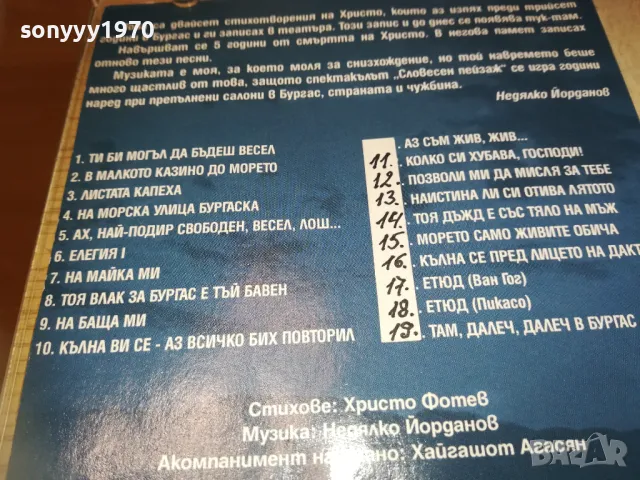 sonyyy1970
са двайсет стихотворения на Христо, които аз изпях преди трийсет
години в Бургас и ги записах в театъра. Този запис и до днес се появява тук-там.
Навършват се 5 години от смъртта на Христо. В негова памет записах
отново тези песни.
Музиката е моя, за което моля за снизхождение, но той навремето беше
много щастлив от това, защото спектакълът „Словесен пейзаж" се игра години
наред при препълнени салони в Бургас, страната и чужбина.
Недялко Йорданов
1. ТИ БИ МОГЪЛ ДА БЪДЕШ ВЕСЕЛ
2. В МАЛКОТО КАЗИНО ДО МОРЕТО
3. ЛИСТАТА КАПЕХА
4. НА МОРСКА УЛИЦА БУРГАСКА
5. АХ, НАЙ-ПОДИР СВОБОДЕН, ВЕСЕЛ, ЛОШ...
6. ЕЛЕГИЯ I
7. НА МАЙКА МИ
8. ТОЯ ВЛАК ЗА БУРГАС Е ТЪЙ БАВЕН
9. НА БАЩА МИ
10. КЪЛНА ВИ СЕ - АЗ ВСИЧКО БИХ ПОВТОРИЛ
. АЗ СЪМ ЖИВ, ЖИВ...
11. . КОЛКО СИ ХУБАВА, ГОСПОДИ!
12. . ПОЗВОЛИ МИ ДА МИСЛЯ ЗА ТЕБЕ
13. . НАИСТИНА ЛИ СИ ОТИВА ЛЯТОТО
14. . ТОЯ ДЪЖД Е СЪС ТЯЛО НА МЪЖ
15. . МОРЕТО САМО ЖИВИТЕ ОБИЧА
16. . КЪЛНА СЕ ПРЕД ЛИЦЕТО НА ДАКТ
17. . ЕТЮД (Ван Гог)
18. . ЕТЮД (Пикасо)
19. . ТАМ, ДАЛЕЧ, ДАЛЕЧ В БУРГАС
Стихове: Христо Фотев
Музика: Недялко Йорданов
Акомпанимент на пиано: Хайгашот Агасян
BAZAR